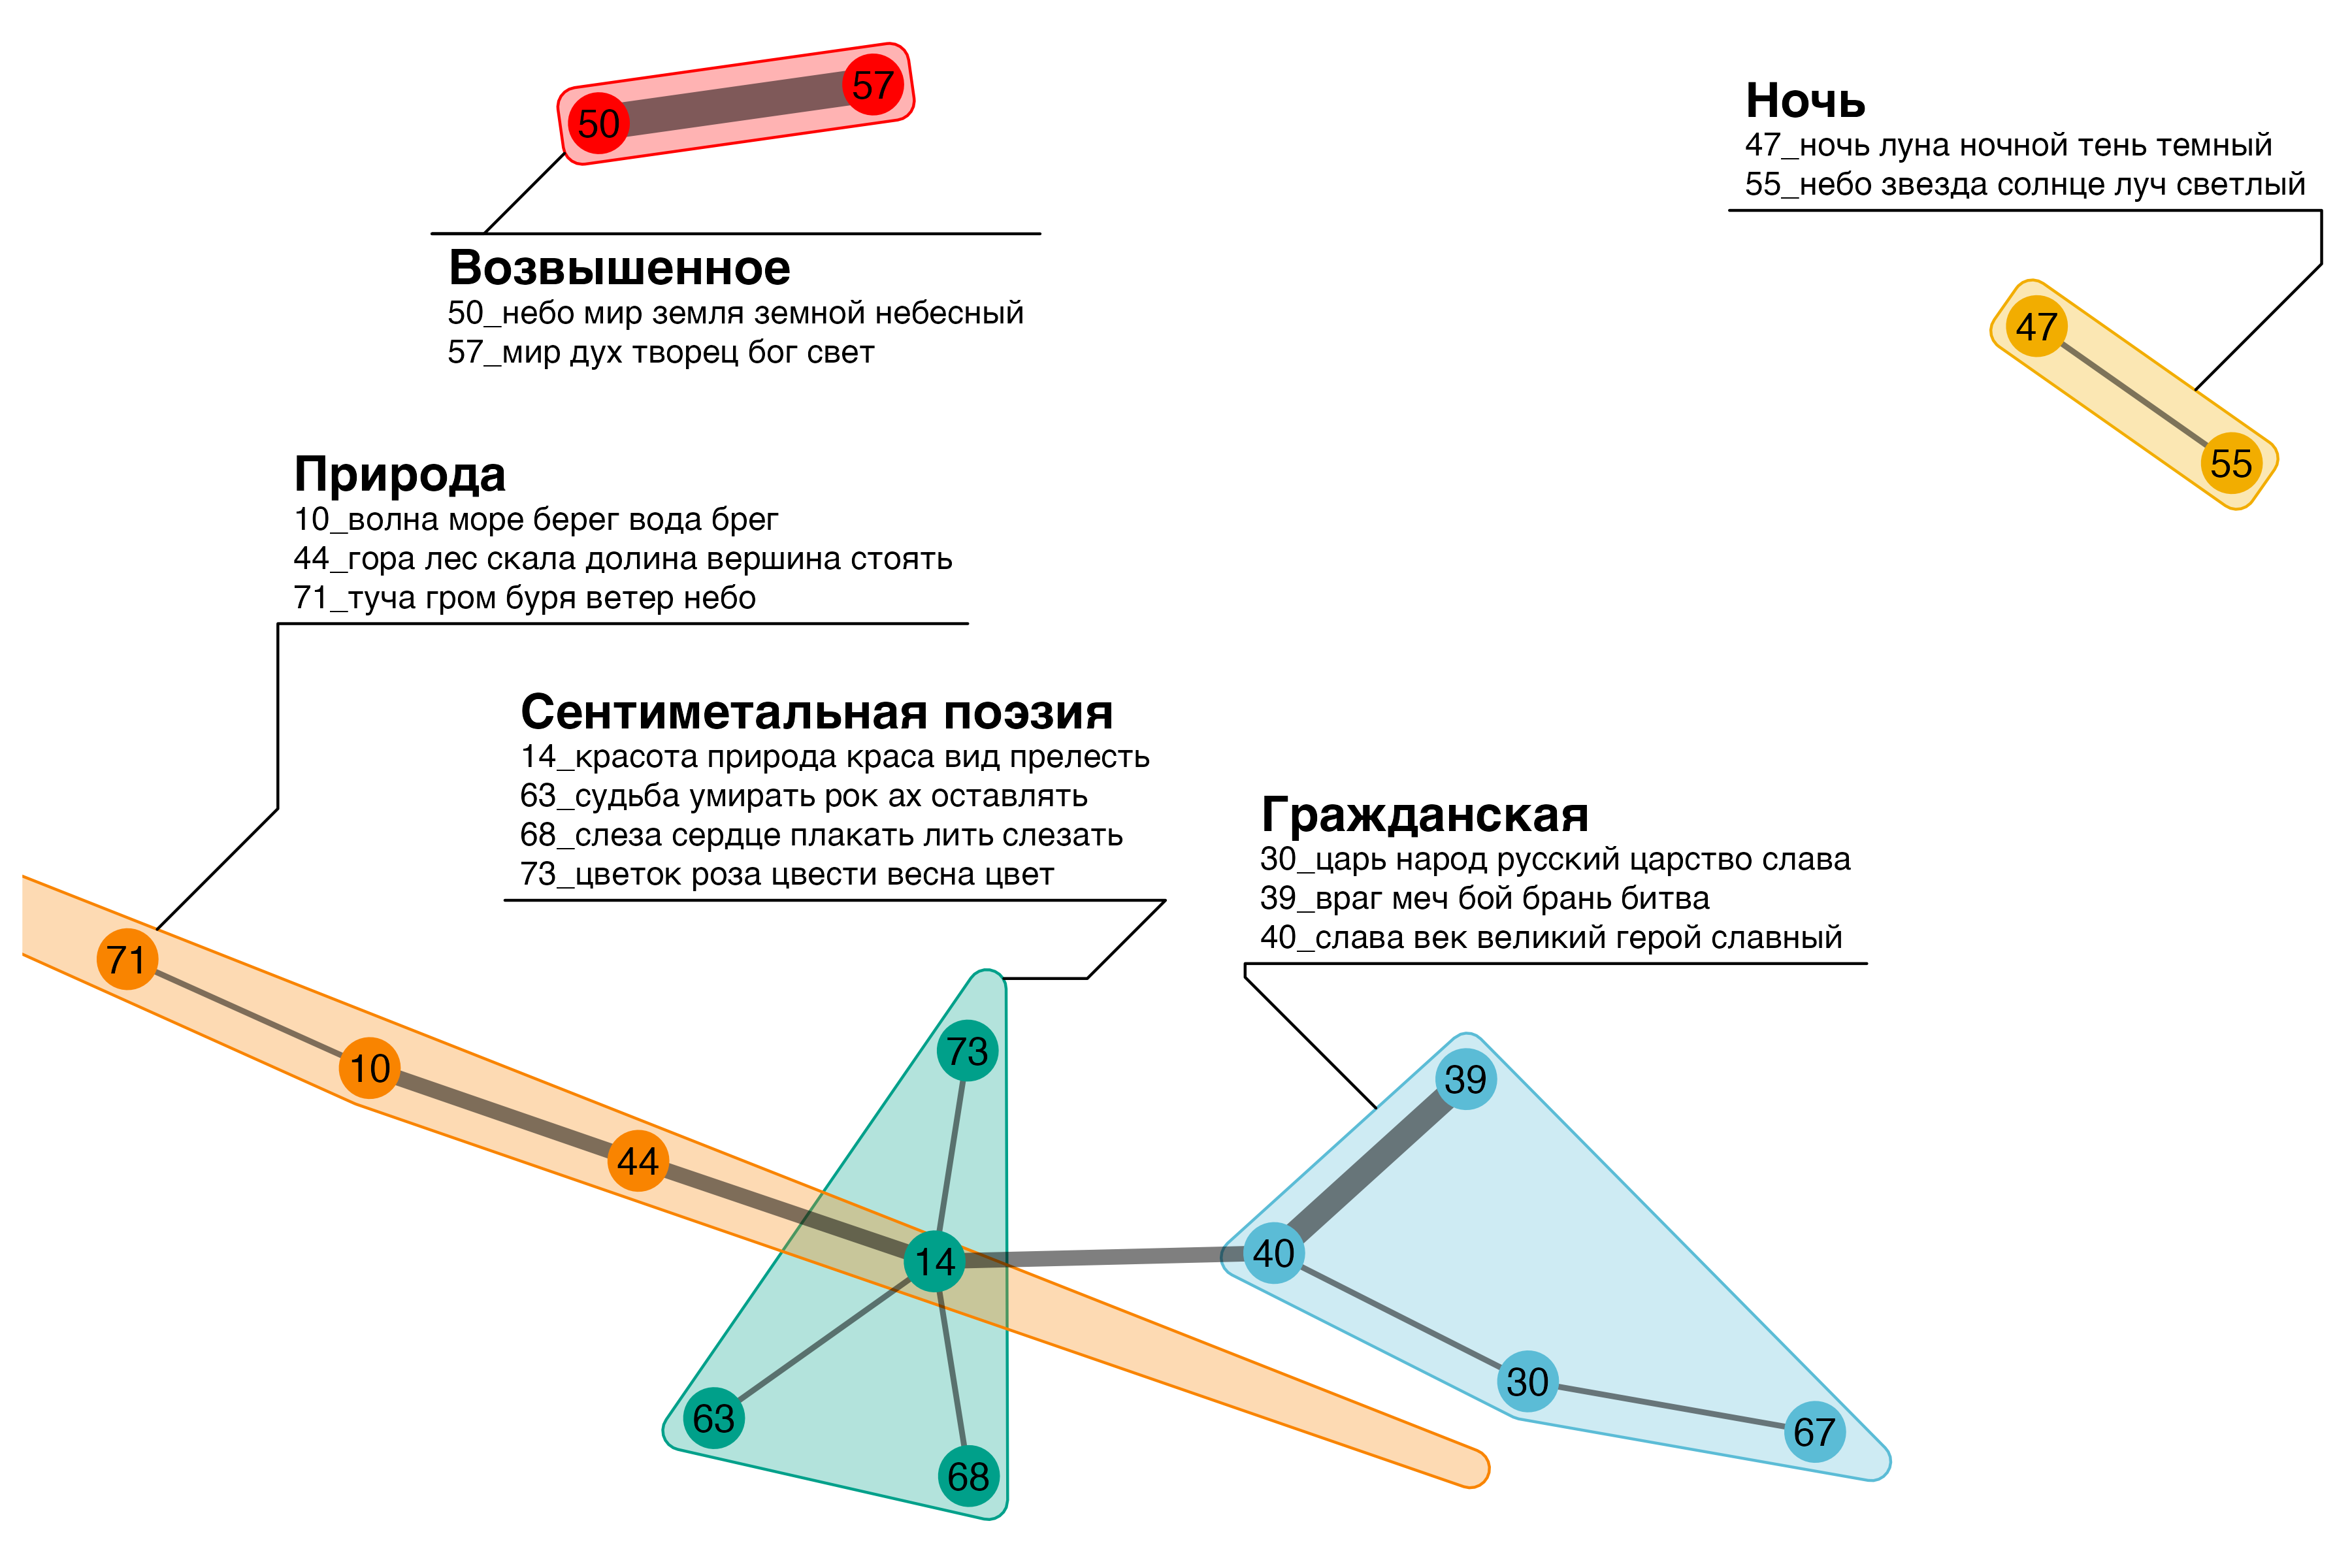 50
57
Возвышенное
50_небо мир земля земной небесный
57_мир дух творец бог свет
Ночь
47_ночь луна ночной тень темный
55_небо звезда солнце луч светлый
47
55
Природа
10_волна море берег вода брег
44_гора лес скала долина вершина стоять
71_туча гром буря ветер небо
Сентиметальная поэзия
14_красота природа краса вид прелесть
63_судьба умирать рок ах оставлять
68_слеза сердце плакать лить слезать
73_цветок роза цвести весна цвет
Гражданская
30_царь народ русский царство слава
39_враг меч бой брань битва
40_слава век великий герой славный
71
10
44
73
14
63
68
39
40
30
67